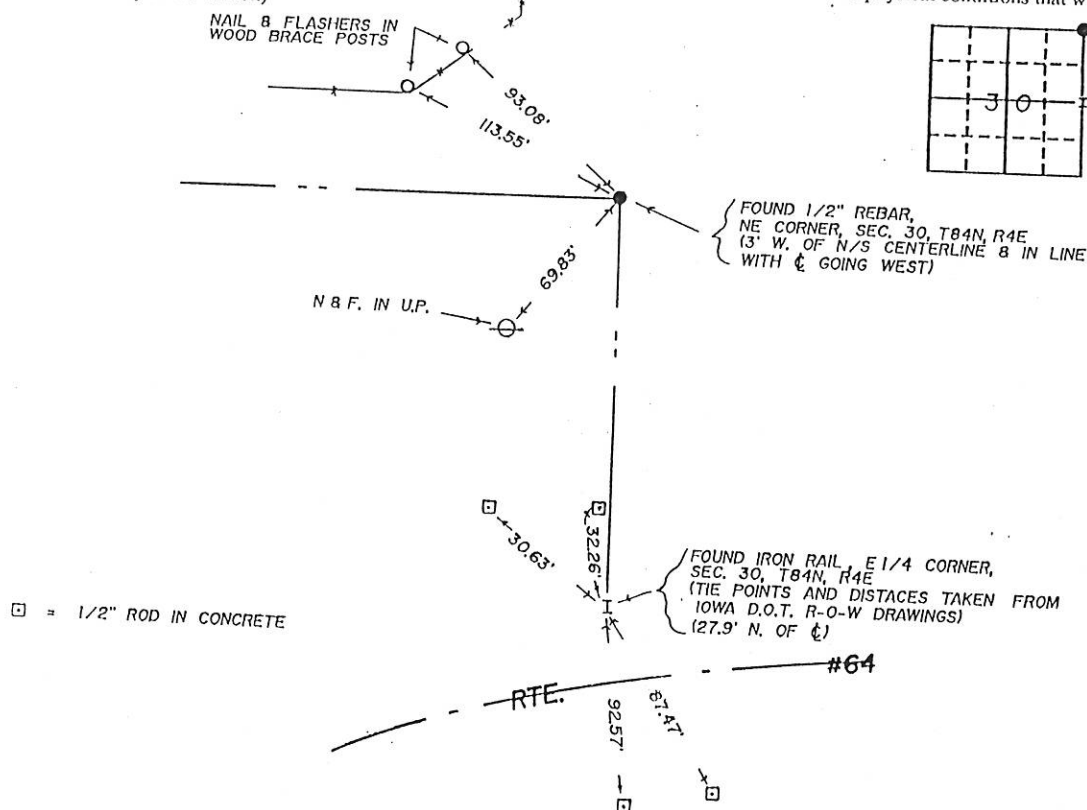 NAIL & FLASHERS IN
WOOD BRACE POSTS
93.08'
113.55'
30
FOUND 1/2" REBAR,
NE CORNER, SEC. 30, T84N, R4E
(3' W. OF N/S CENTERLINE & IN LINE
WITH ℄ GOING WEST)
69.83'
N & F. IN U.P.
30.63'
32.26'
FOUND IRON RAIL, E 1/4 CORNER,
SEC. 30, T84N, R4E
(TIE POINTS AND DISTACES TAKEN FROM
IOWA D.O.T. R-O-W DRAWINGS)
(27.9' N. OF ℄)
= 1/2" ROD IN CONCRETE
RTE. #64
92.57'
87.47'